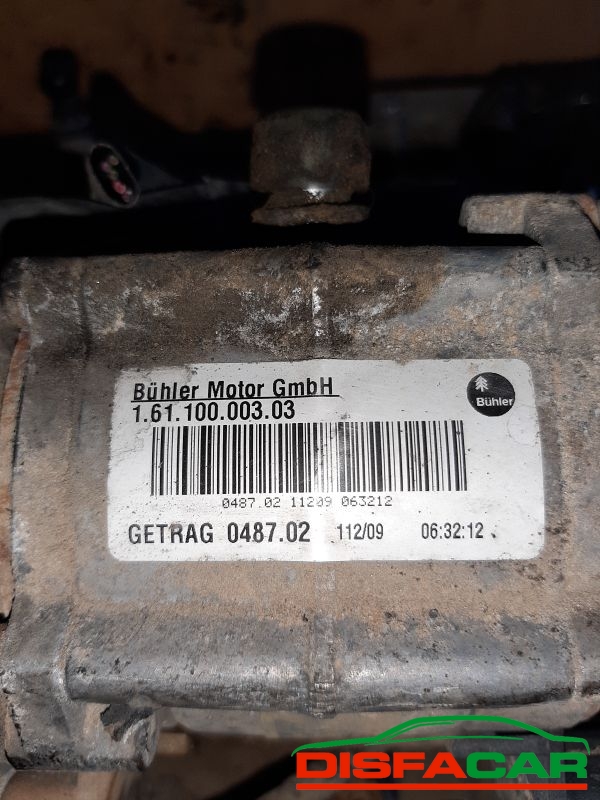 Bühler Motor GmbH
1.61.100.003.03
Bühler
0487.02 11209 063212
GETRAG 0487.02 112/09 06:32:12
DISFACAR